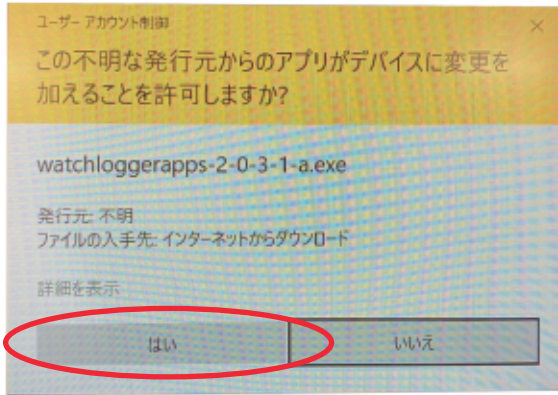 ユーザー アカウント制御
この不明な発行元からのアプリがデバイスに変更を
加えることを許可しますか?
watchloggerapps-2-0-3-1-a.exe
発行元: 不明
ファイルの入手先: インターネットからダウンロード
詳細を表示
はい
いいえ